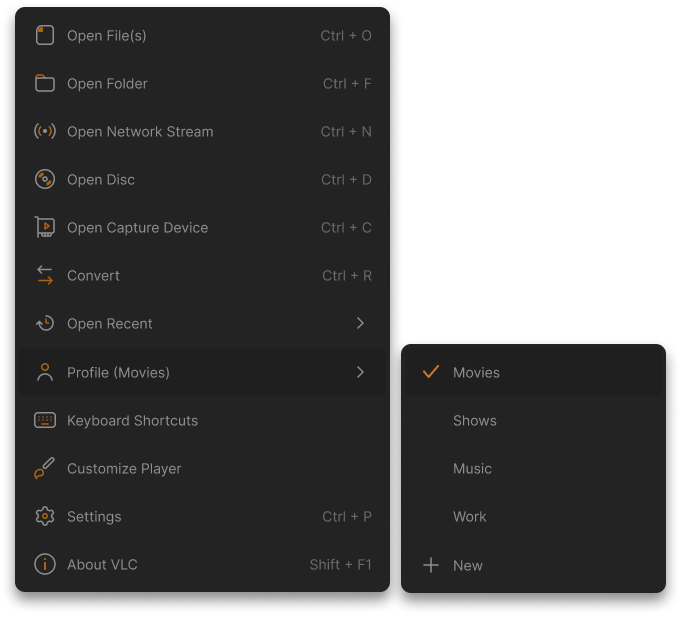 Open File(s) Ctrl + O
Open Folder Ctrl + F
Open Network Stream Ctrl + N
Open Disc Ctrl + D
Open Capture Device Ctrl + C
Convert Ctrl + R
Open Recent
Profile (Movies)
Keyboard Shortcuts
Customize Player
Settings Ctrl + P
About VLC Shift + F1
Movies
Shows
Music
Work
New